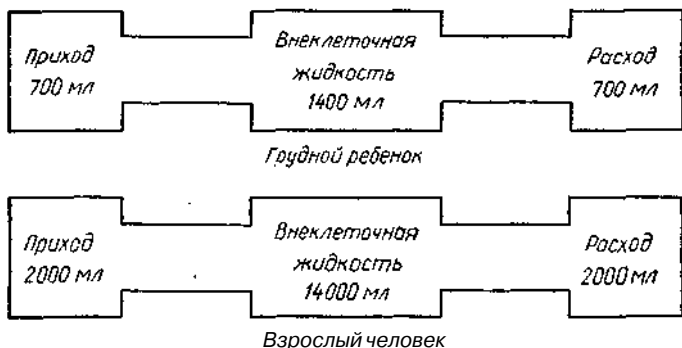 Приход
700 мл
Внеклеточная
жидкость
1400 мл
Расход
700 мл
Грудной ребенок
Приход
2000 мл
Внеклеточная
жидкость
14000 мл
Расход
2000 мл
Взрослый человек